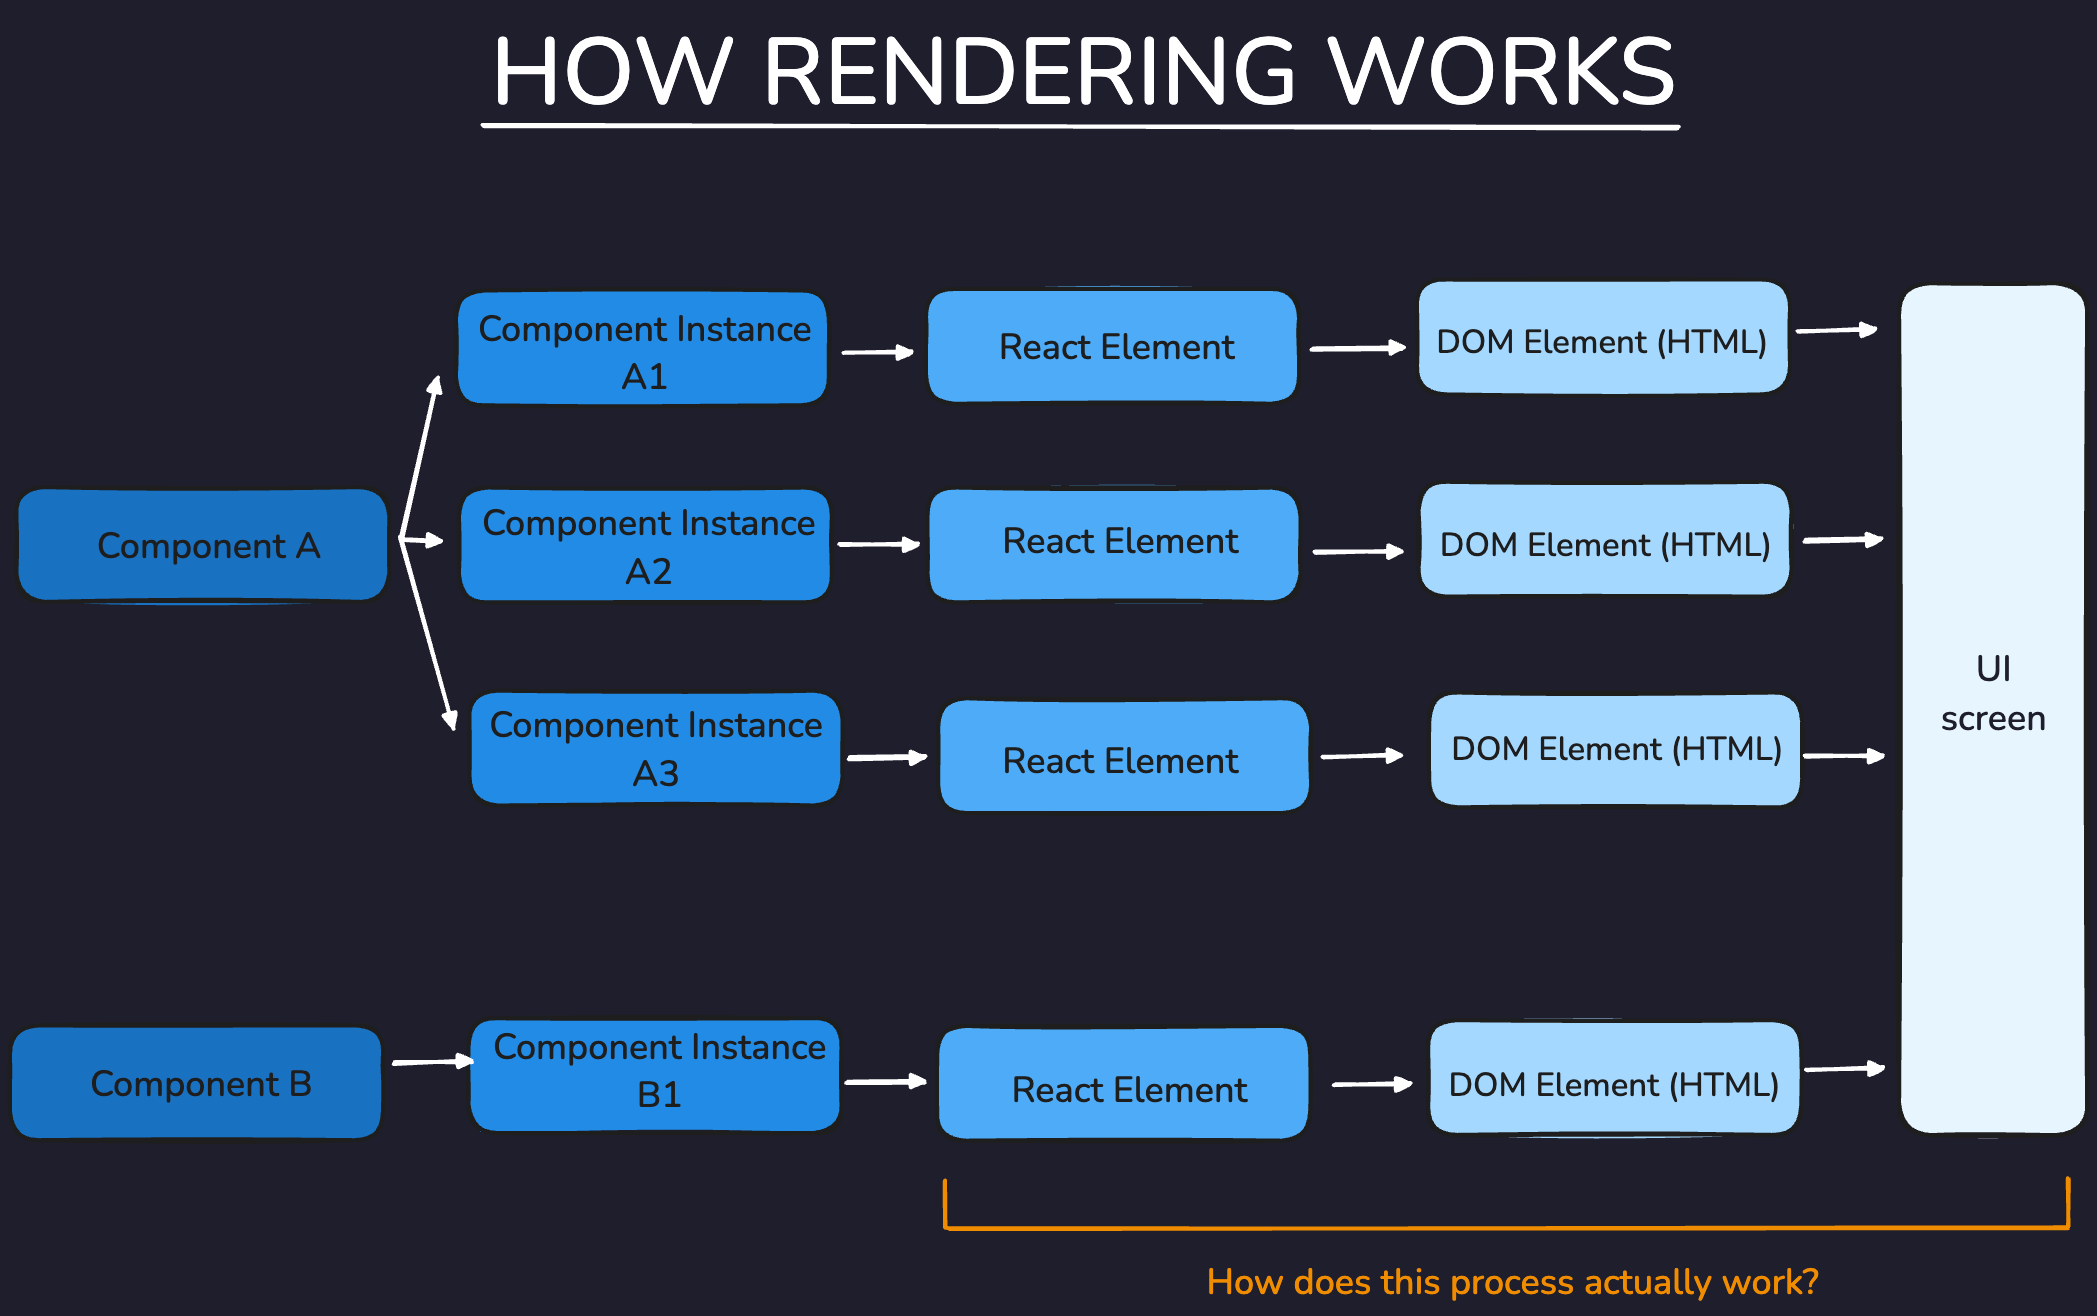 HOW RENDERING WORKS
Component Instance
A1
React Element
DOM Element (HTML)
Component A
Component Instance
A2
React Element
DOM Element (HTML)
Component Instance
A3
React Element
DOM Element (HTML)
UI
screen
Component B
Component Instance
B1
React Element
DOM Element (HTML)
How does this process actually work?